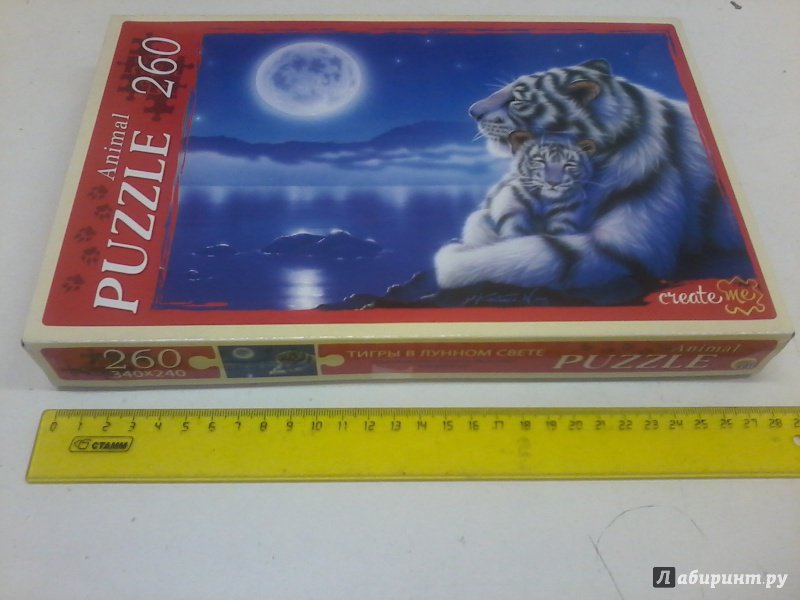 Animal
PUZZLE 260
create me
260
340×240
ТИГРЫ В ЛУННОМ СВЕТЕ
Animal
PUZZLE
0 1 2 3 4 5 6 7 8 9 10 11 12 13 14 15 16 17 18 19 20 21 22 23 24 25 26 27 28
СТАММ
Лабиринт.ру